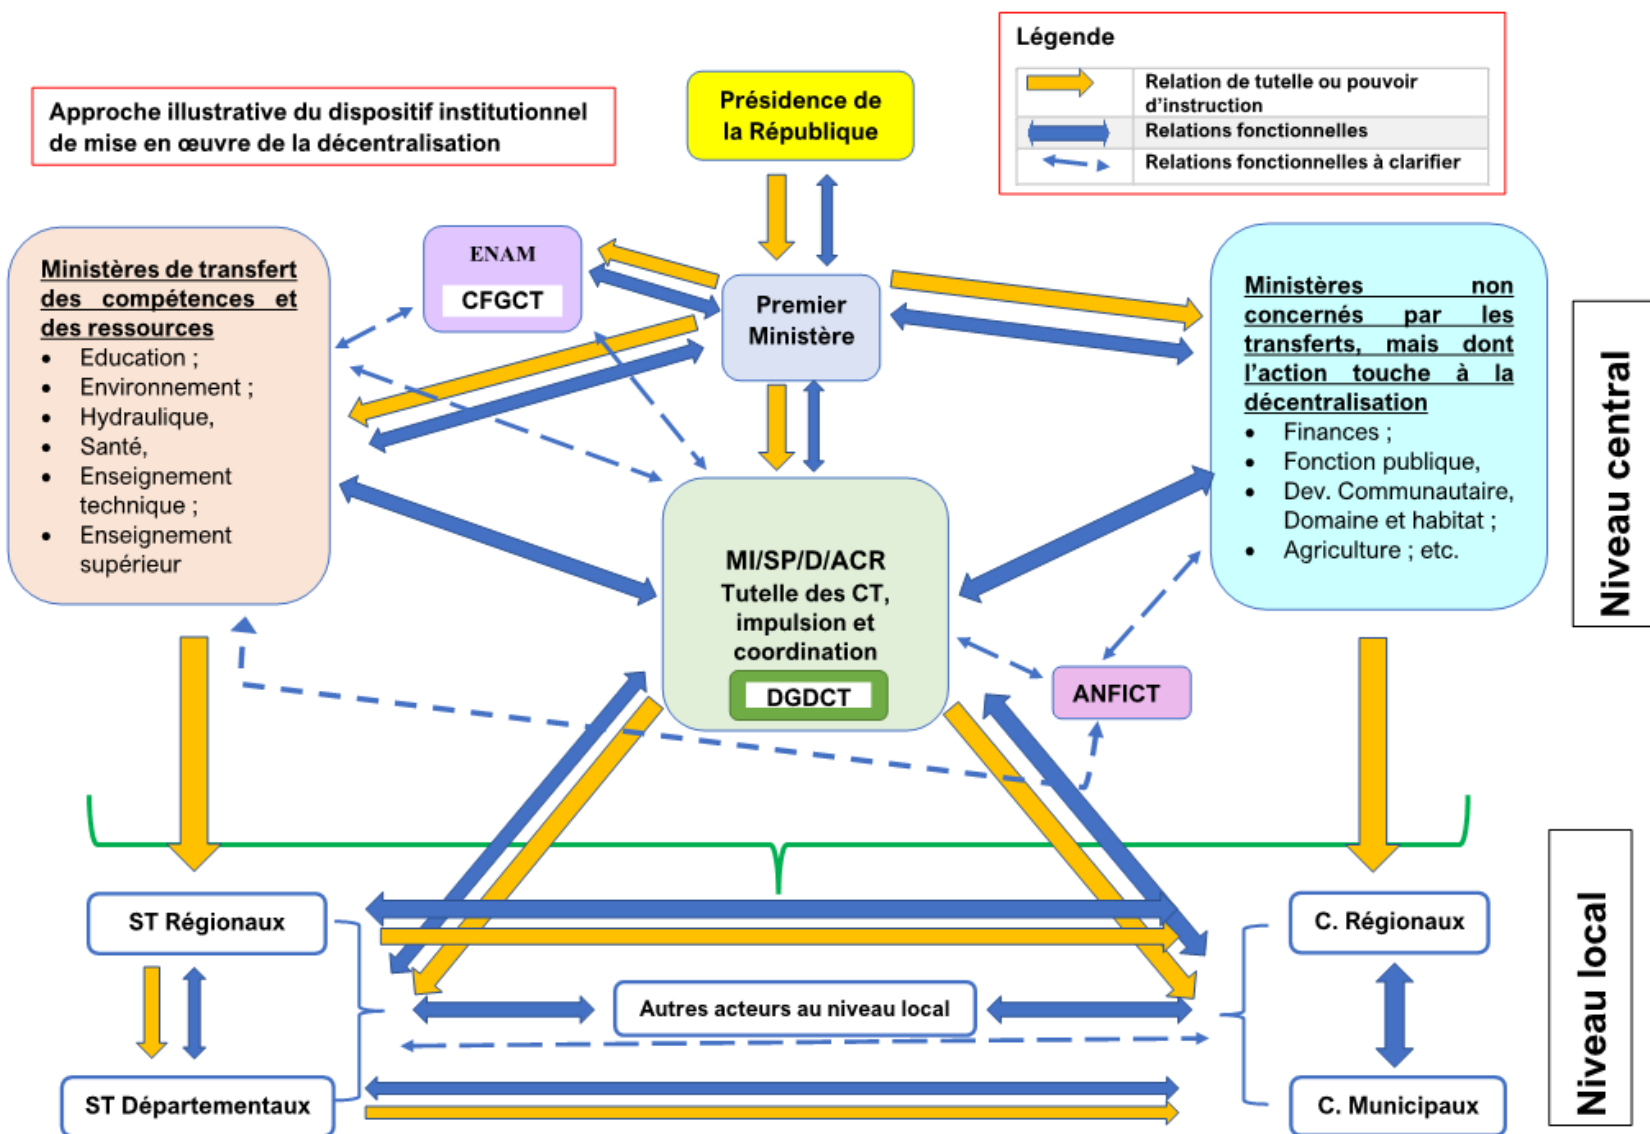 Légende
Relation de tutelle ou pouvoir
d'instruction
Relations fonctionnelles
Relations fonctionnelles à clarifier
Approche illustrative du dispositif institutionnel
de mise en œuvre de la décentralisation
Présidence de
la République
Ministères de transfert
des compétences et
des ressources
• Education ;
• Environnement ;
• Hydraulique,
• Santé,
• Enseignement
technique ;
• Enseignement
supérieur
ENAM
CFGCT
Premier
Ministère
Ministères non
concernés par les
transferts, mais dont
l'action touche à la
décentralisation
• Finances ;
• Fonction publique,
• Dev. Communautaire,
Domaine et habitat ;
• Agriculture ; etc.
Niveau central
MI/SP/D/ACR
Tutelle des CT,
impulsion et
coordination
DGDCT
ANFICT
ST Régionaux
C. Régionaux
Autres acteurs au niveau local
ST Départementaux
C. Municipaux
Niveau local